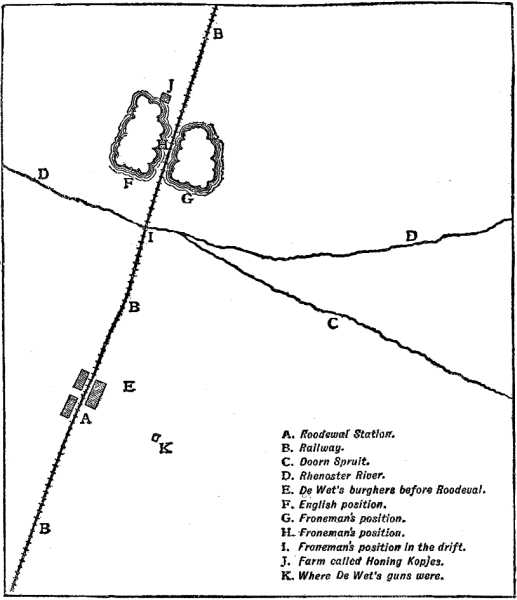 B
J
H
F
G
D
I
D
B
C
E
A
K
B
A. Roodewal Station.
B. Railway.
C. Doorn Spruit.
D. Rhenoster River.
E. De Wet's burghers before Roodeval.
F. English position.
G. Froneman's position.
H. Froneman's position.
I. Froneman's position in the drift.
J. Farm called Honing Kopjes.
K. Where De Wet's guns were.